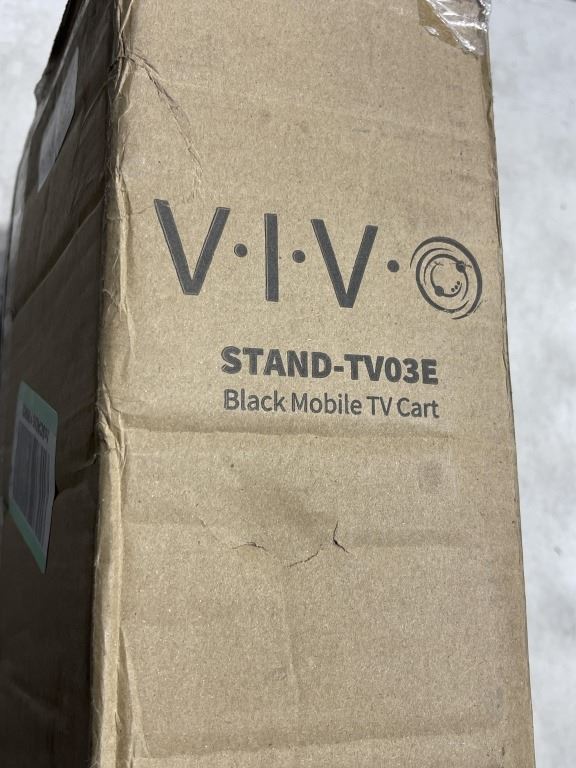 V·I·V·O
STAND-TV03E
Black Mobile TV Cart